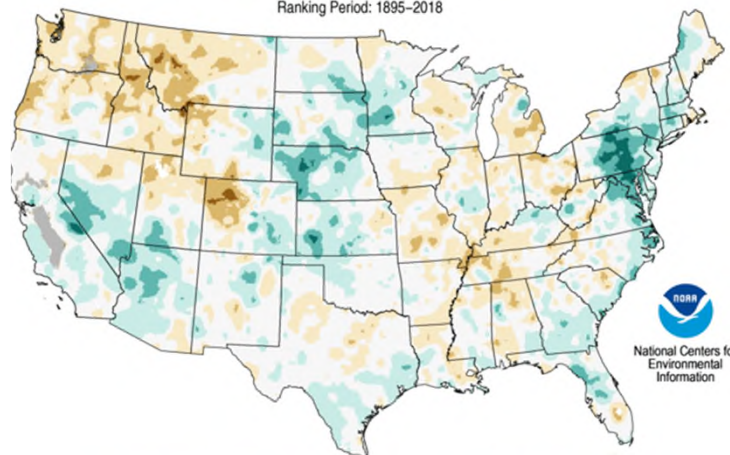 Ranking Period: 1895–2018
NOAA
National Centers fo
Environmental
Information